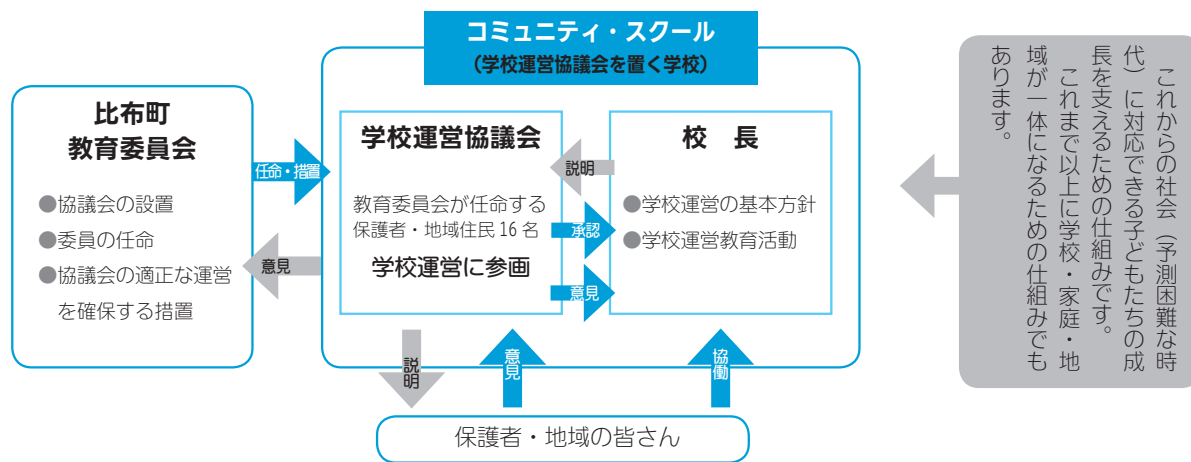 コミュニティ・スクール
(学校運営協議会を置く学校)
比布町
教育委員会
●協議会の設置
●委員の任命
●協議会の適正な運営
を確保する措置
任命・措置
意見
学校運営協議会
教育委員会が任命する
保護者・地域住民16名
学校運営に参画
説明
承認
意見
校　長
●学校運営の基本方針
●学校運営教育活動
説明
意見
協働
保護者・地域の皆さん
これからの社会（予測困難な時
代）に対応できる子どもたちの成
長を支えるための仕組みです。
これまで以上に学校・家庭・地
域が一体になるための仕組みでも
あります。